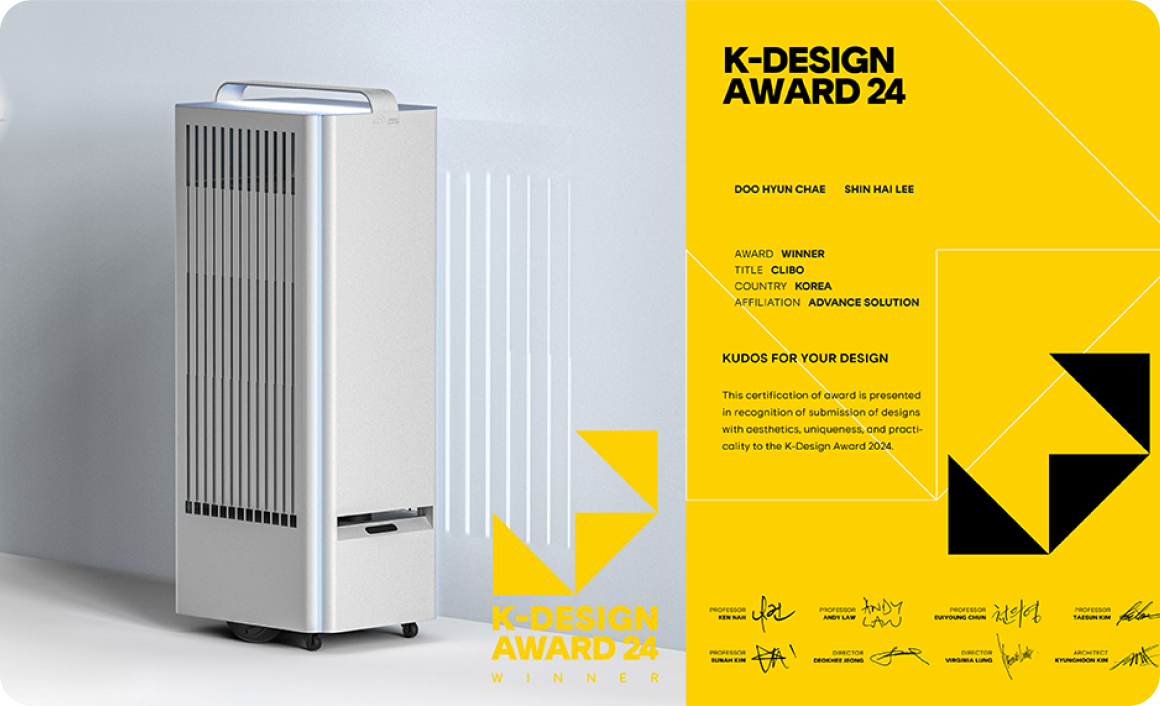 K-DESIGN
AWARD 24
WINNER
K-DESIGN
AWARD 24
DOO HYUN CHAE SHIN HAI LEE
AWARD WINNER
TITLE CLIBO
COUNTRY KOREA
AFFILIATION ADVANCE SOLUTION
KUDOS FOR YOUR DESIGN
This certification of award is presented
in recognition of submission of designs
with aesthetics, uniqueness, and practi-
cality to the K-Design Award 2024.
PROFESSOR
KEN NAH
PROFESSOR
ANDY LAW
ANDY
LAW
PROFESSOR
EUIYOUNG CHUN
PROFESSOR
TAESUN KIM
PROFESSOR
SUNAH KIM
DIRECTOR
DEOKHEE JEONG
DIRECTOR
VIRGINIA LUNG
ARCHITECT
KYUNGHOON KIM